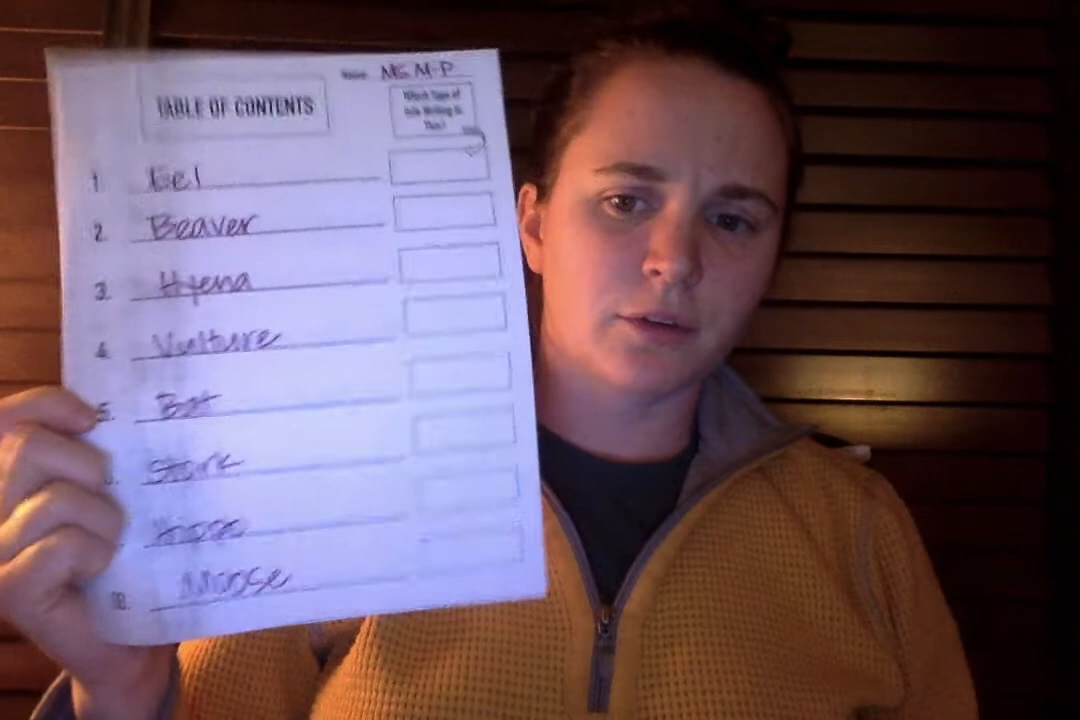 Name MS. M-P
TABLE OF CONTENTS
Which Type of
Info Writing is
This?
1. Eel
2. Beaver
3. Hyena
4. Vulture
5. Bat
Stork
Moose